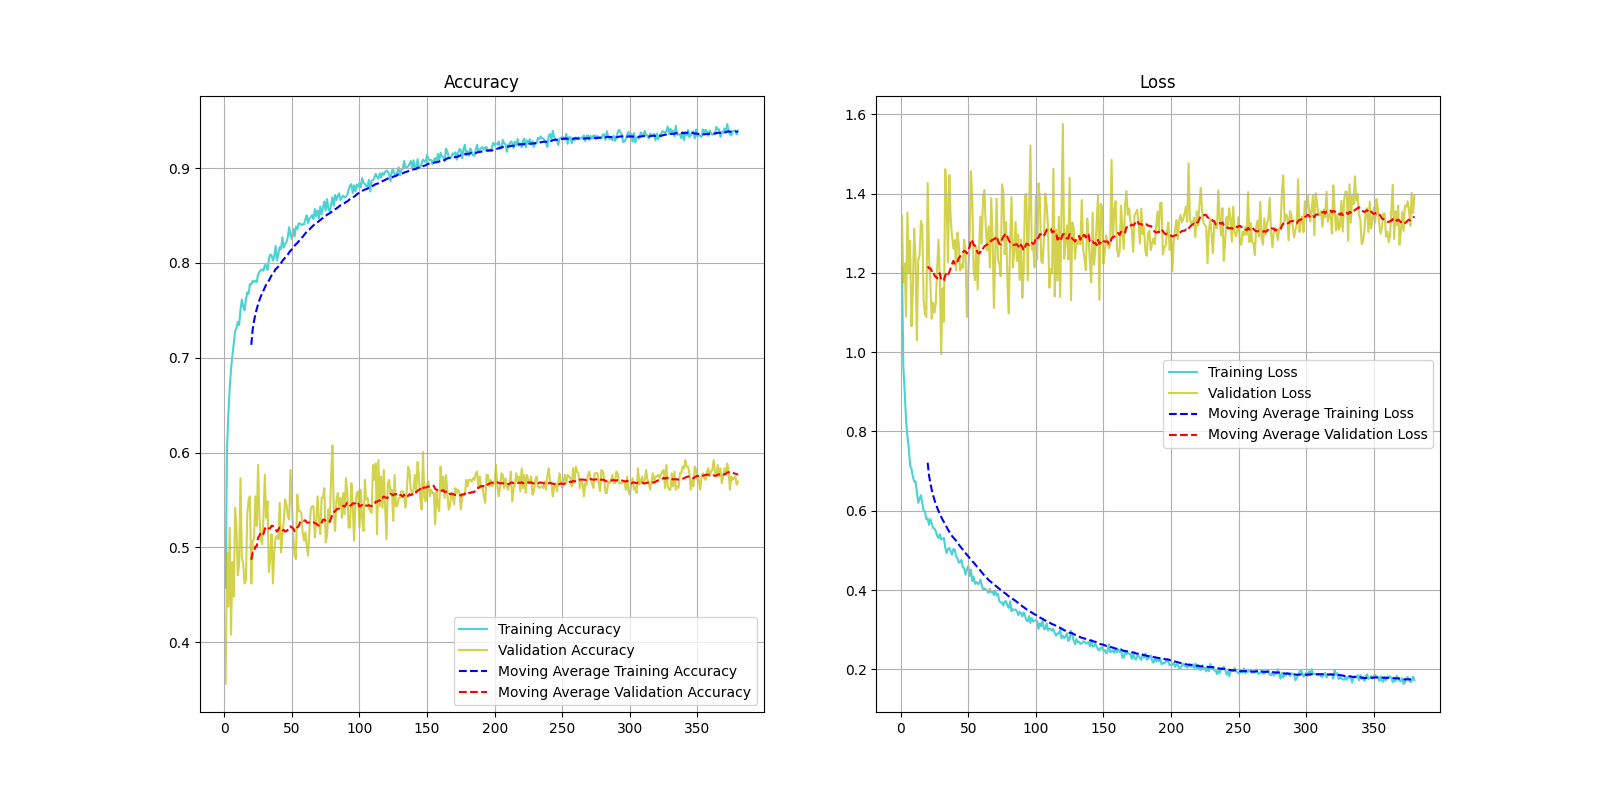 Accuracy
0.9
0.8
0.7
0.6
0.5
0.4
0 50 100 150 200 250 300 350
Training Accuracy
Validation Accuracy
Moving Average Training Accuracy
Moving Average Validation Accuracy
Loss
1.6
1.4
1.2
1.0
0.8
0.6
0.4
0.2
0 50 100 150 200 250 300 350
Training Loss
Validation Loss
Moving Average Training Loss
Moving Average Validation Loss